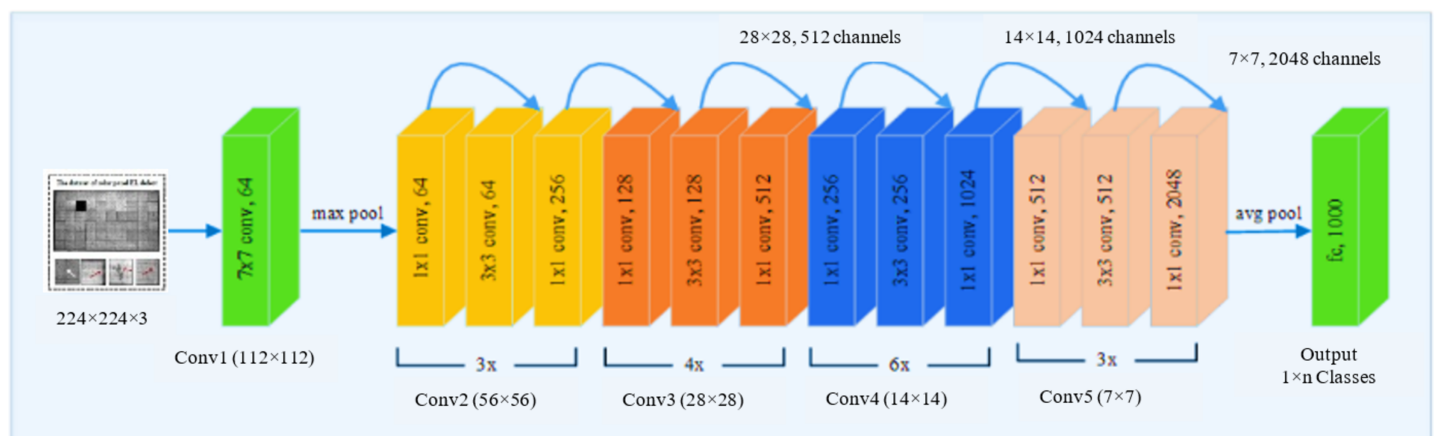 28×28, 512 channels
14×14, 1024 channels
7×7, 2048 channels
224×224×3
7x7 conv, 64
Conv1 (112×112)
max pool
1x1 conv, 64
3x3 conv, 64
1x1 conv, 256
3x
Conv2 (56×56)
1x1 conv, 128
3x3 conv, 128
1x1 conv, 512
4x
Conv3 (28×28)
1x1 conv, 256
3x3 conv, 256
1x1 conv, 1024
6x
Conv4 (14×14)
1x1 conv, 512
3x3 conv, 512
1x1 conv, 2048
3x
Conv5 (7×7)
avg pool
fc, 1000
Output
1×n Classes